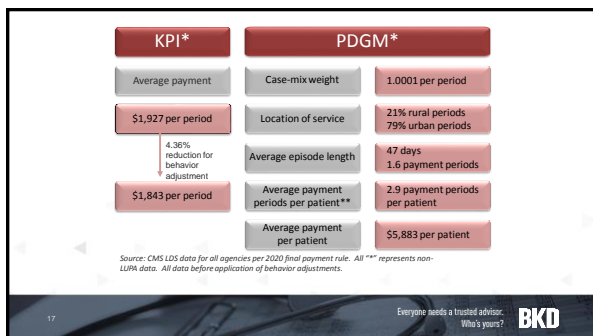 KPI*
PDGM*
Average payment
Case-mix weight
1.0001 per period
$1,927 per period
Location of service
21% rural periods
79% urban periods
4.36%
reduction for
behavior
adjustment
Average episode length
47 days
1.6 payment periods
$1,843 per period
Average payment
periods per patient**
2.9 payment periods
per patient
Average payment
per patient
$5,883 per patient
Source: CMS LDS data for all agencies per 2020 final payment rule. All "*" represents non-
LUPA data. All data before application of behavior adjustments.
17
Everyone needs a trusted advisor.
Who's yours?
BKD